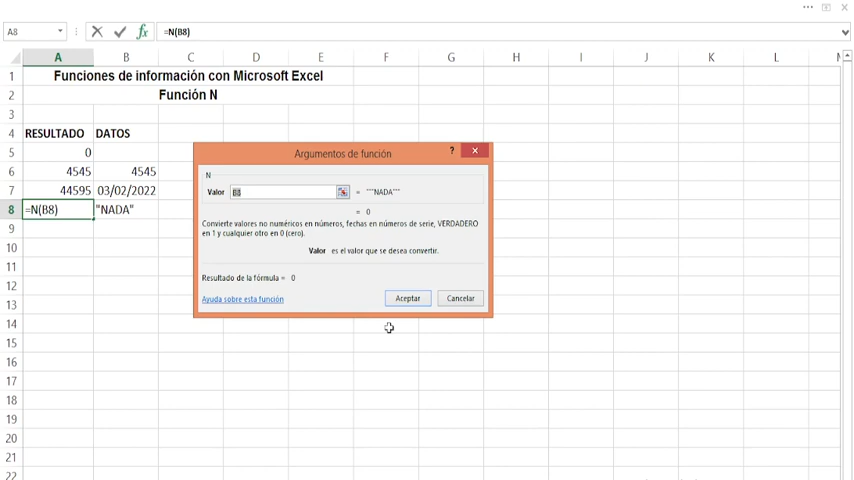 A8 =N(B8)
A B C D E F G H I J K L M
1 Funciones de información con Microsoft Excel
2 Función N
3
4 RESULTADO DATOS
5 0
6 4545 4545
7 44595 03/02/2022
8 =N(B8) "NADA"
9
10
11
12
13
14
15
16
17
18
19
20
21
22
Argumentos de función ?
N
Valor B8 = """NADA"""
= 0
Convierte valores no numéricos en números, fechas en números de serie, VERDADERO
en 1 y cualquier otro en 0 (cero).
Valor es el valor que se desea convertir.
Resultado de la fórmula = 0
Ayuda sobre esta función Aceptar Cancelar